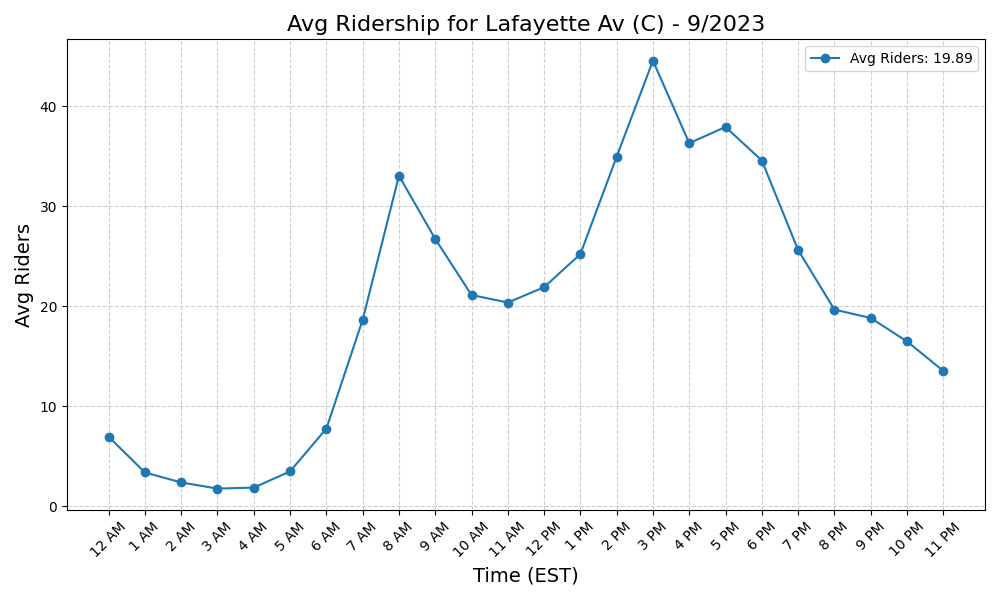 Avg Ridership for Lafayette Av (C) - 9/2023
Avg Riders: 19.89
Avg Riders
40
30
20
10
0
12 AM
1 AM
2 AM
3 AM
4 AM
5 AM
6 AM
7 AM
8 AM
9 AM
10 AM
11 AM
12 PM
1 PM
2 PM
3 PM
4 PM
5 PM
6 PM
7 PM
8 PM
9 PM
10 PM
11 PM
Time (EST)